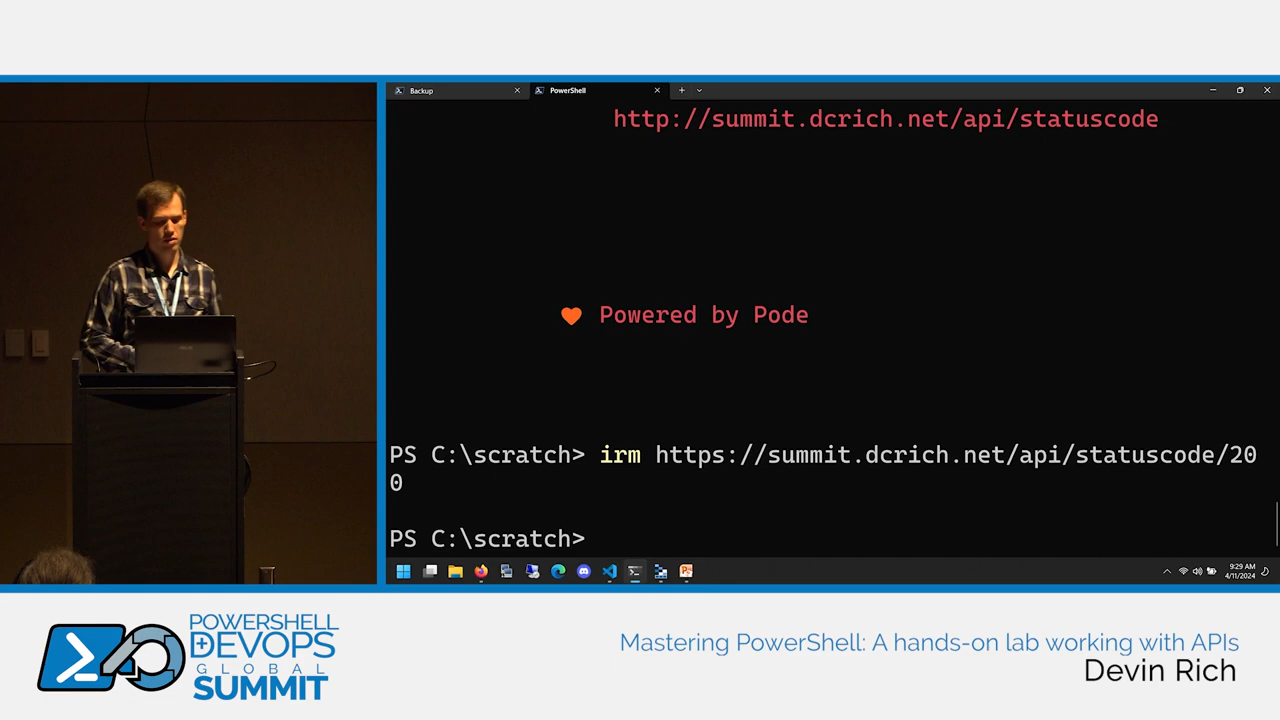 Backup
PowerShell
http://summit.dcrich.net/api/statuscode
Powered by Pode
PS C:\scratch> irm https://summit.dcrich.net/api/statuscode/20
0
PS C:\scratch>
9:29 AM
4/11/2024
POWERSHELL
DEVOPS
GLOBAL
SUMMIT
Mastering PowerShell: A hands-on lab working with APIs
Devin Rich